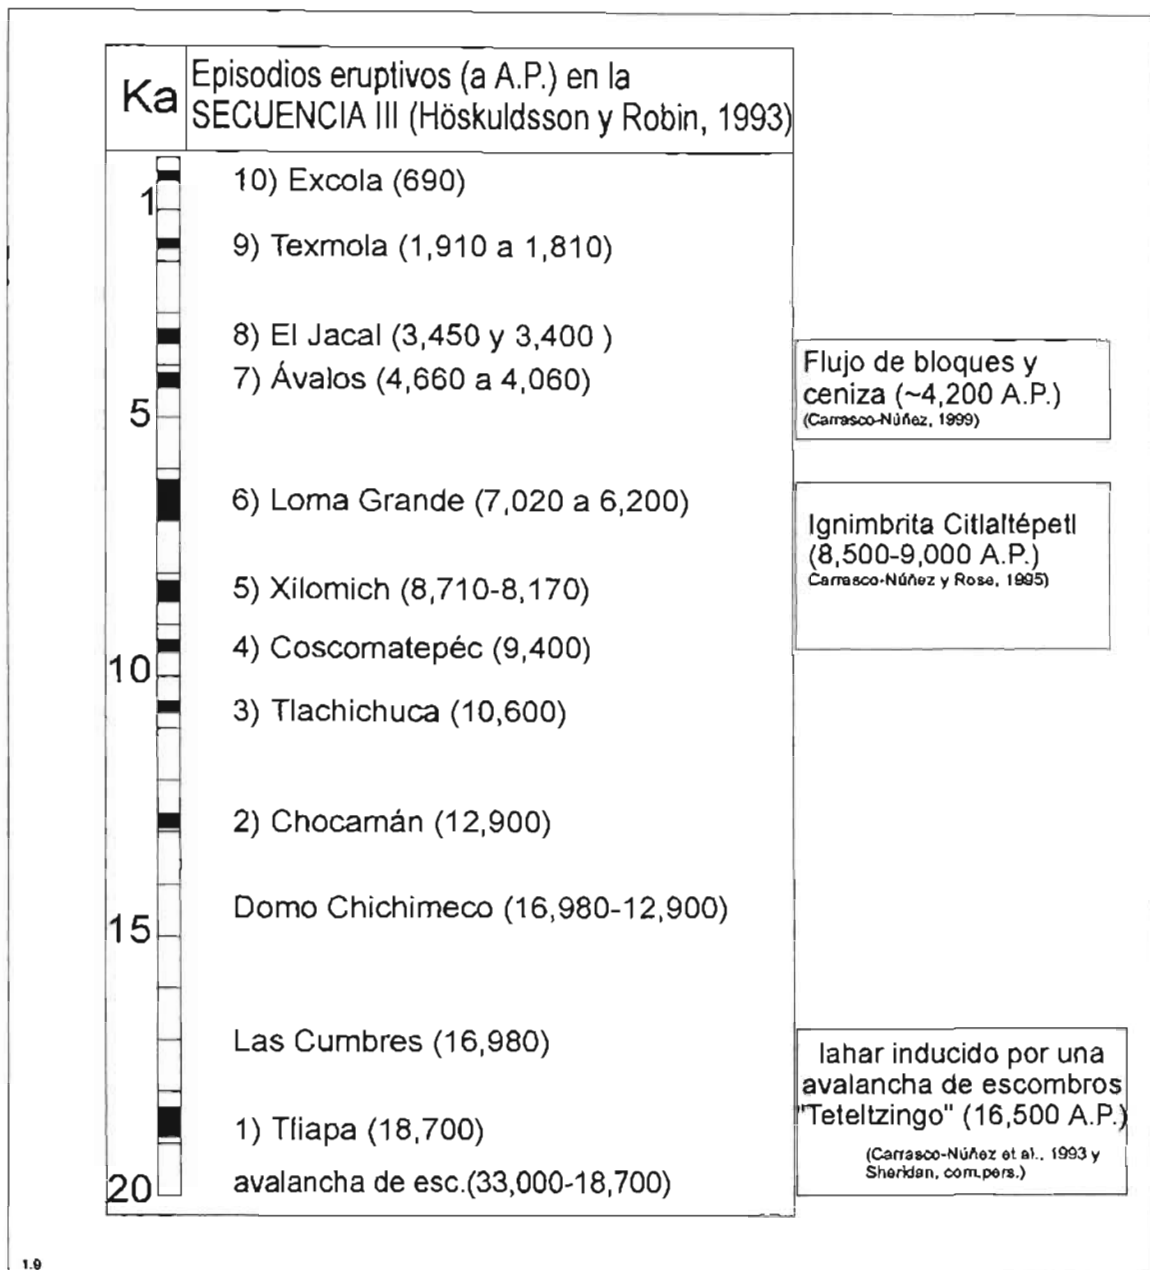 Ka
Episodios eruptivos (a A.P.) en la
SECUENCIA III (Höskuldsson y Robin, 1993)
10) Excola (690)
1
9) Texmola (1,910 a 1,810)
8) El Jacal (3,450 y 3,400 )
7) Ávalos (4,660 a 4,060)
5
Flujo de bloques y
ceniza (~4,200 A.P.)
(Carrasco-Núñez, 1999)
6) Loma Grande (7,020 a 6,200)
Ignimbrita Citlaltépetl
(8,500-9,000 A.P.)
Carrasco-Núñez y Rose, 1995)
5) Xilomich (8,710-8,170)
4) Coscomatepéc (9,400)
10
3) Tlachichuca (10,600)
2) Chocamán (12,900)
Domo Chichimeco (16,980-12,900)
15
Las Cumbres (16,980)
lahar inducido por una
avalancha de escombros
"Teteltzingo" (16,500 A.P.)
(Carrasco-Núñez et al., 1993 y
Sheridan, com.pers.)
1) Tliapa (18,700)
20
avalancha de esc.(33,000-18,700)
1.9